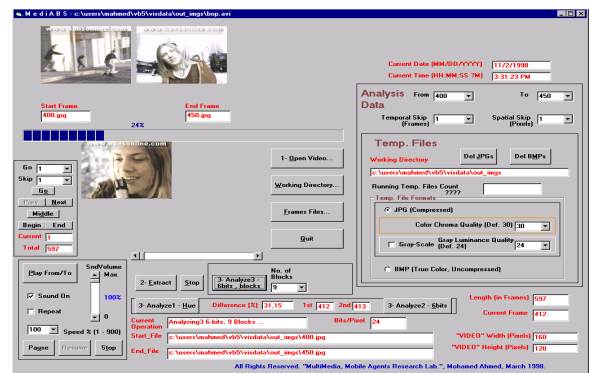 M e d i A B S - c:\users\mahmed\vb5\visdata\out_imgs\bop.avi
Current Date (MM/DD/YYYY) 11/2/1998
Current Time (HH:MM:SS ?M) 3:31:23 PM
Start Frame End Frame
400.jpg 450.jpg
24%
Analysis Data From 400 To 450
Temporal Skip (Frames) 1 Spatial Skip (Pixels) 1
Temp. Files
Working Directory Del JPGs Del BMPs
c:\users\mahmed\vb5\visdata\out_imgs
Running Temp. Files Count
????
Temp. File Formats
JPG (Compressed)
Color Chroma Quality (Def. 30) 30
Gray-Scale Gray Luminance Quality (Def. 24) 24
BMP (True Color, Uncompressed)
Go 1
Skip 1
Go
Prev Next
Middle
Begin End
Current 1
Total 597
1- Open Video...
Working Directory...
Frames Files...
Quit
Play From/To
SndVolume
Max
100%
0
Sound On
Repeat
100 Speed % (1 - 900)
Pause Resume Stop
2- Extract Stop 3- Analyze3 - 6bits , blocks No. of Blocks 9
3- Analyze1 - Hue Difference (%) 31.15 1st 412 2nd 413 3- Analyze2 - 6bits
Current Operation Analyzing3 6-bits, 9 Blocks ... Bits/Pixel 24
Start_File c:\users\mahmed\vb5\visdata\out_imgs\400.jpg
End_File c:\users\mahmed\vb5\visdata\out_imgs\450.jpg
Length (in Frames) 597
Current Frame 412
"VIDEO" Width (Pixels) 160
"VIDEO" Height (Pixels) 120
All Rights Reserved. "MultiMedia, Mobile Agents Research Lab.", Mohamed Ahmed, March 1998.